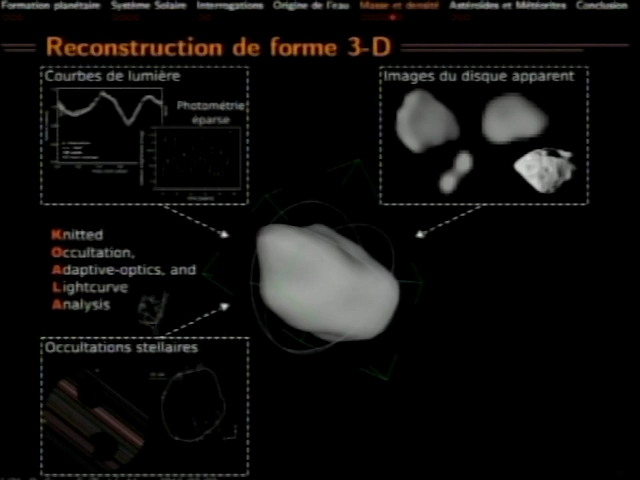 Formation planétaire Système Solaire Interrogations Origine de l'eau Masse et densité Astéroïdes et Météorites Conclusion
Reconstruction de forme 3-D
Courbes de lumière
Photométrie
éparse
Images du disque apparent
Knitted
Occultation,
Adaptive-optics, and
Lightcurve
Analysis
Occultations stellaires